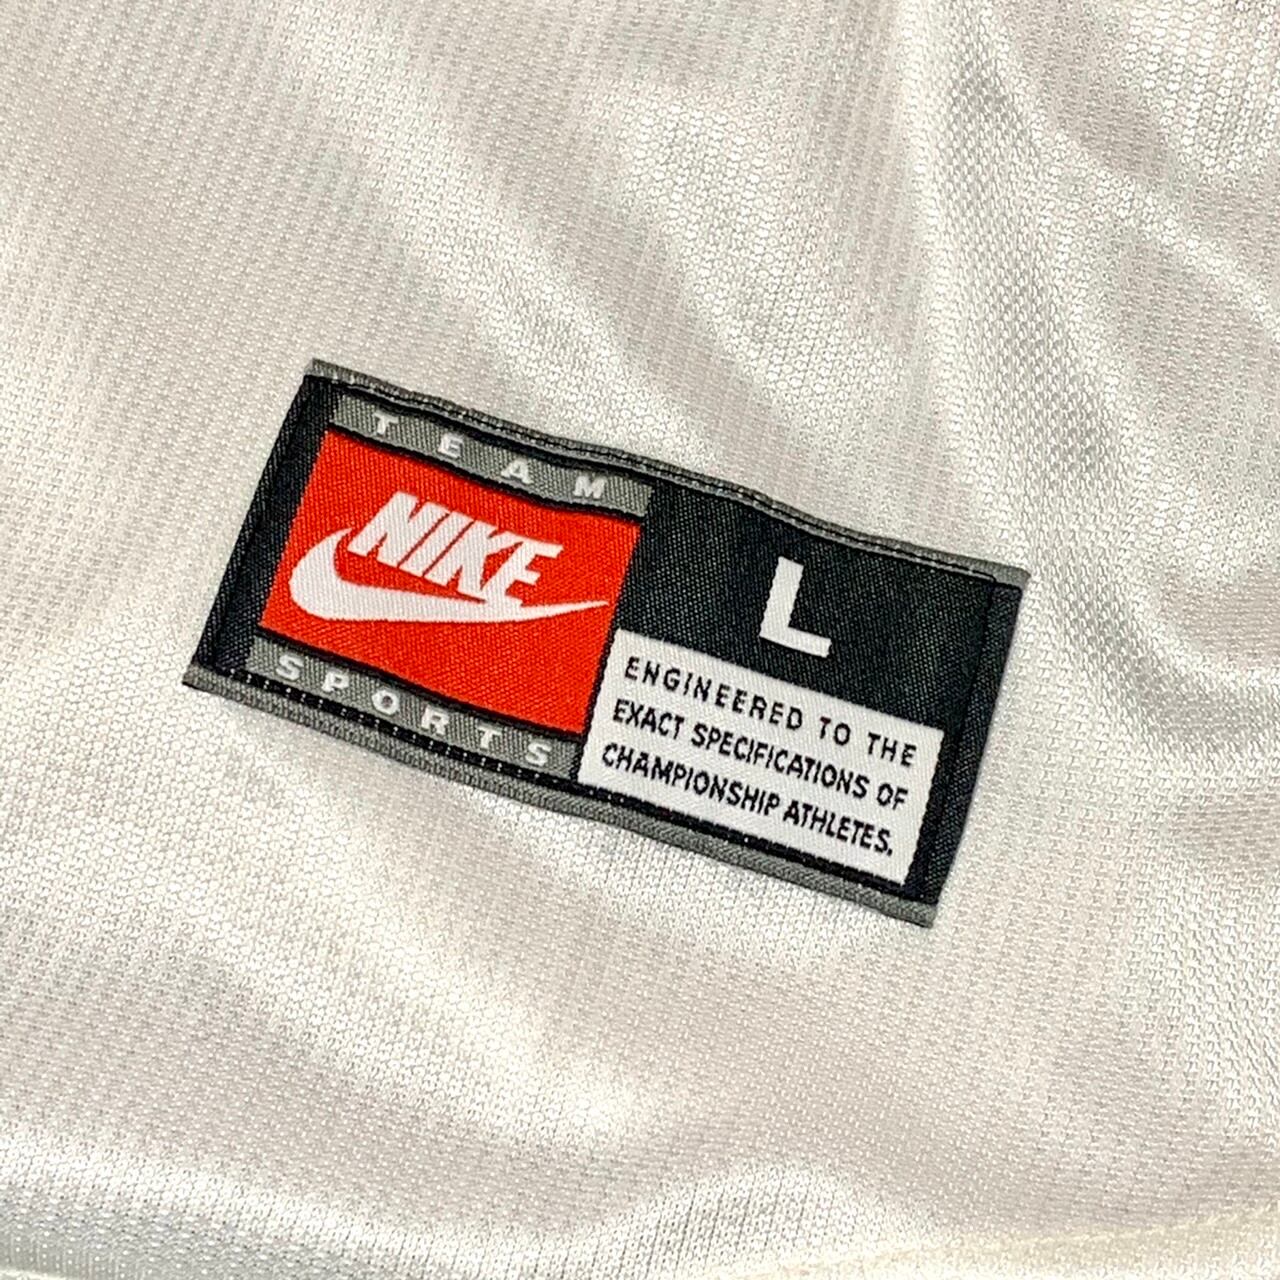 TEAM
NIKE
SPORTS
L
ENGINEERED TO THE
EXACT SPECIFICATIONS OF
CHAMPIONSHIP ATHLETES.